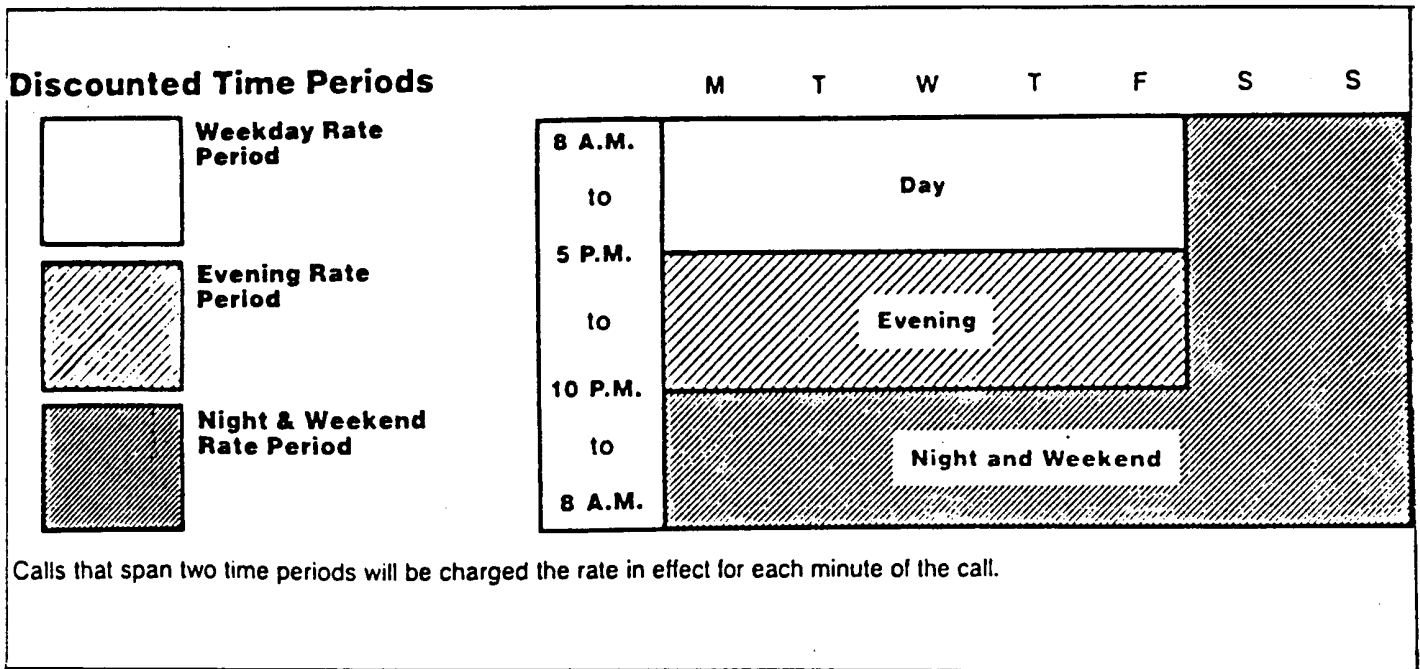 Discounted Time Periods
M T W T F S S
Weekday Rate
Period
Evening Rate
Period
Night & Weekend
Rate Period
8 A.M.
to
5 P.M.
to
10 P.M.
to
8 A.M.
Day
Evening
Night and Weekend
Calls that span two time periods will be charged the rate in effect for each minute of the call.